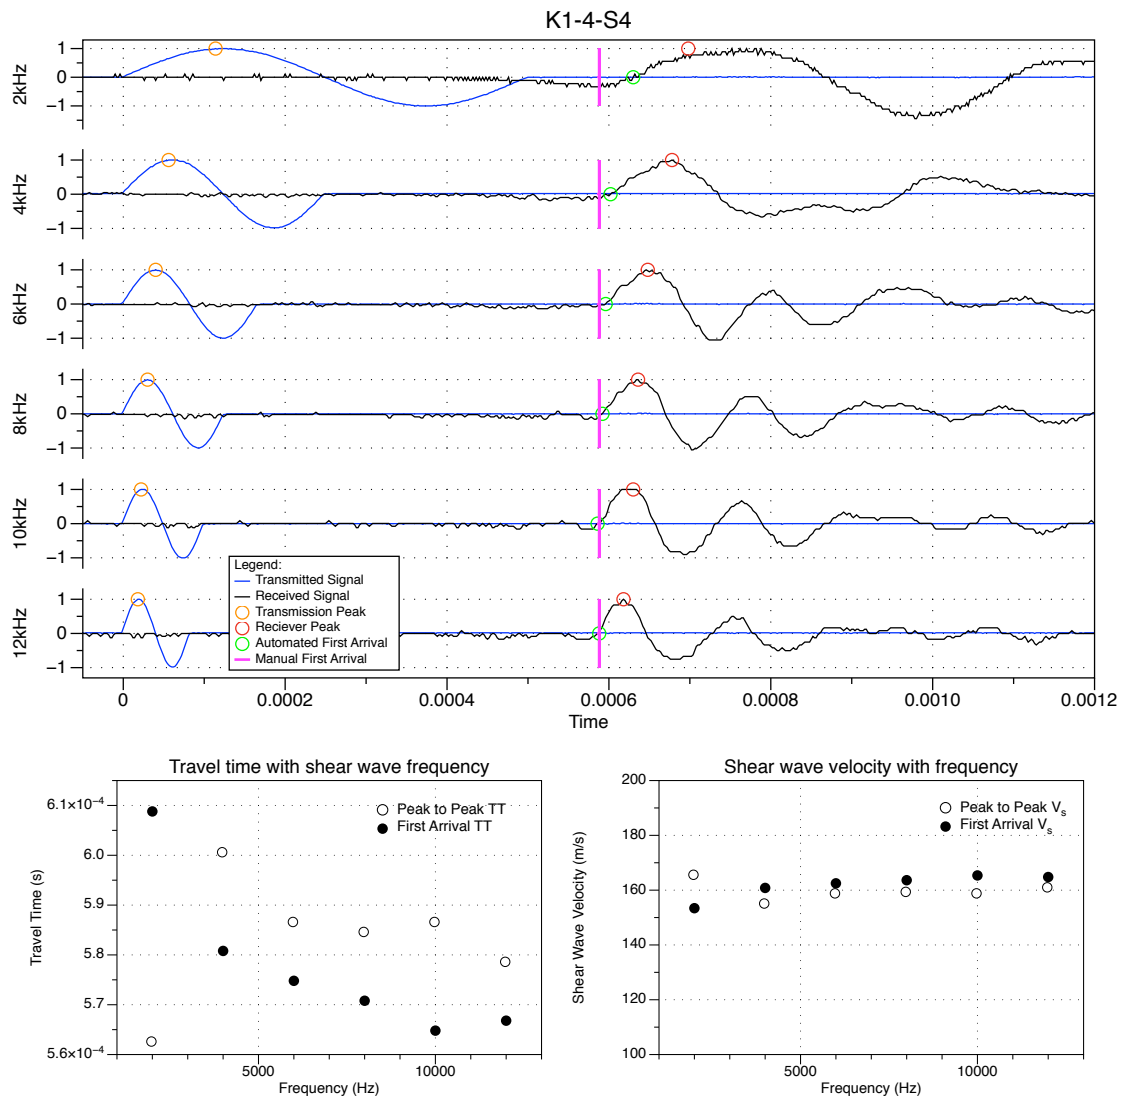 K1-4-S4
2kHz
1
0
−1
4kHz
1
0
−1
6kHz
1
0
−1
8kHz
1
0
−1
10kHz
1
0
−1
12kHz
1
0
−1
Legend:
Transmitted Signal
Received Signal
Transmission Peak
Reciever Peak
Automated First Arrival
Manual First Arrival
0 0.0002 0.0004 0.0006 0.0008 0.0010 0.0012
Time
Travel time with shear wave frequency
Travel Time (s)
6.1×10⁻⁴
6.0
5.9
5.8
5.7
5.6×10⁻⁴
Peak to Peak TT
First Arrival TT
5000 10000
Frequency (Hz)
Shear wave velocity with frequency
Shear Wave Velocity (m/s)
200
180
160
140
120
100
Peak to Peak Vₛ
First Arrival Vₛ
5000 10000
Frequency (Hz)